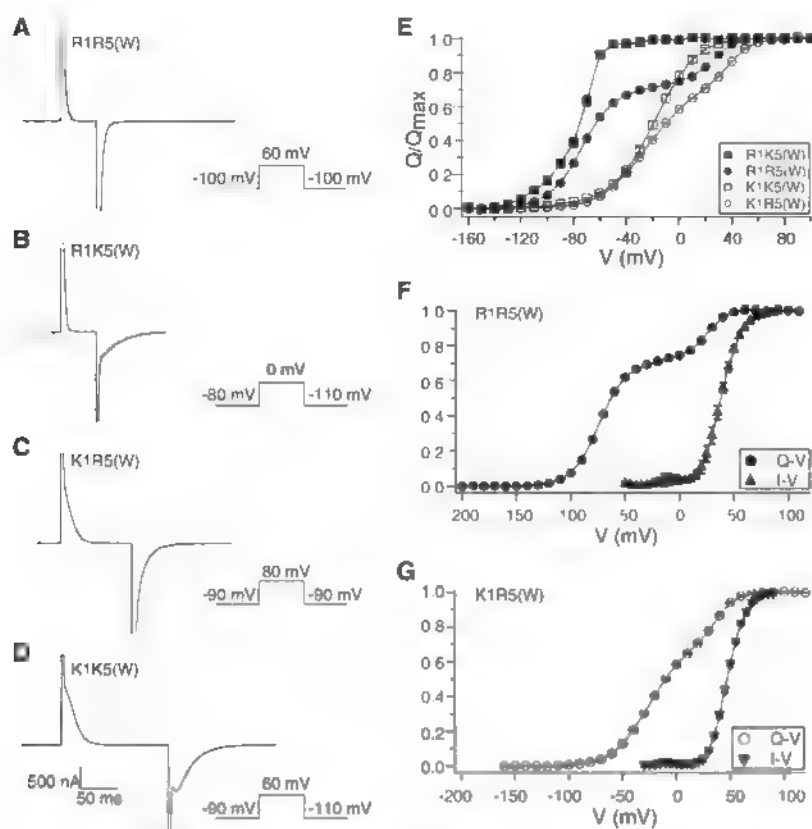 A
R1R5(W)
60 mV
-100 mV
-100 mV
B
R1K5(W)
0 mV
-80 mV
-110 mV
C
K1R5(W)
80 mV
-90 mV
-90 mV
D
K1K5(W)
500 nA
50 ms
60 mV
-90 mV
-110 mV
E
1.0
0.8
0.6
0.4
0.2
0.0
Q/Qmax
R1K5(W)
R1R5(W)
K1K5(W)
K1R5(W)
-160 -120 -80 -40 0 40 80
V (mV)
F
R1R5(W)
1.0
0.8
0.6
0.4
0.2
0.0
Q-V
I-V
200 150 100 50 0 50 100
V (mV)
G
K1R5(W)
1.0
0.8
0.6
0.4
0.2
0.0
Q-V
I-V
-200 -150 -100 -50 0 50 100
V (mV)